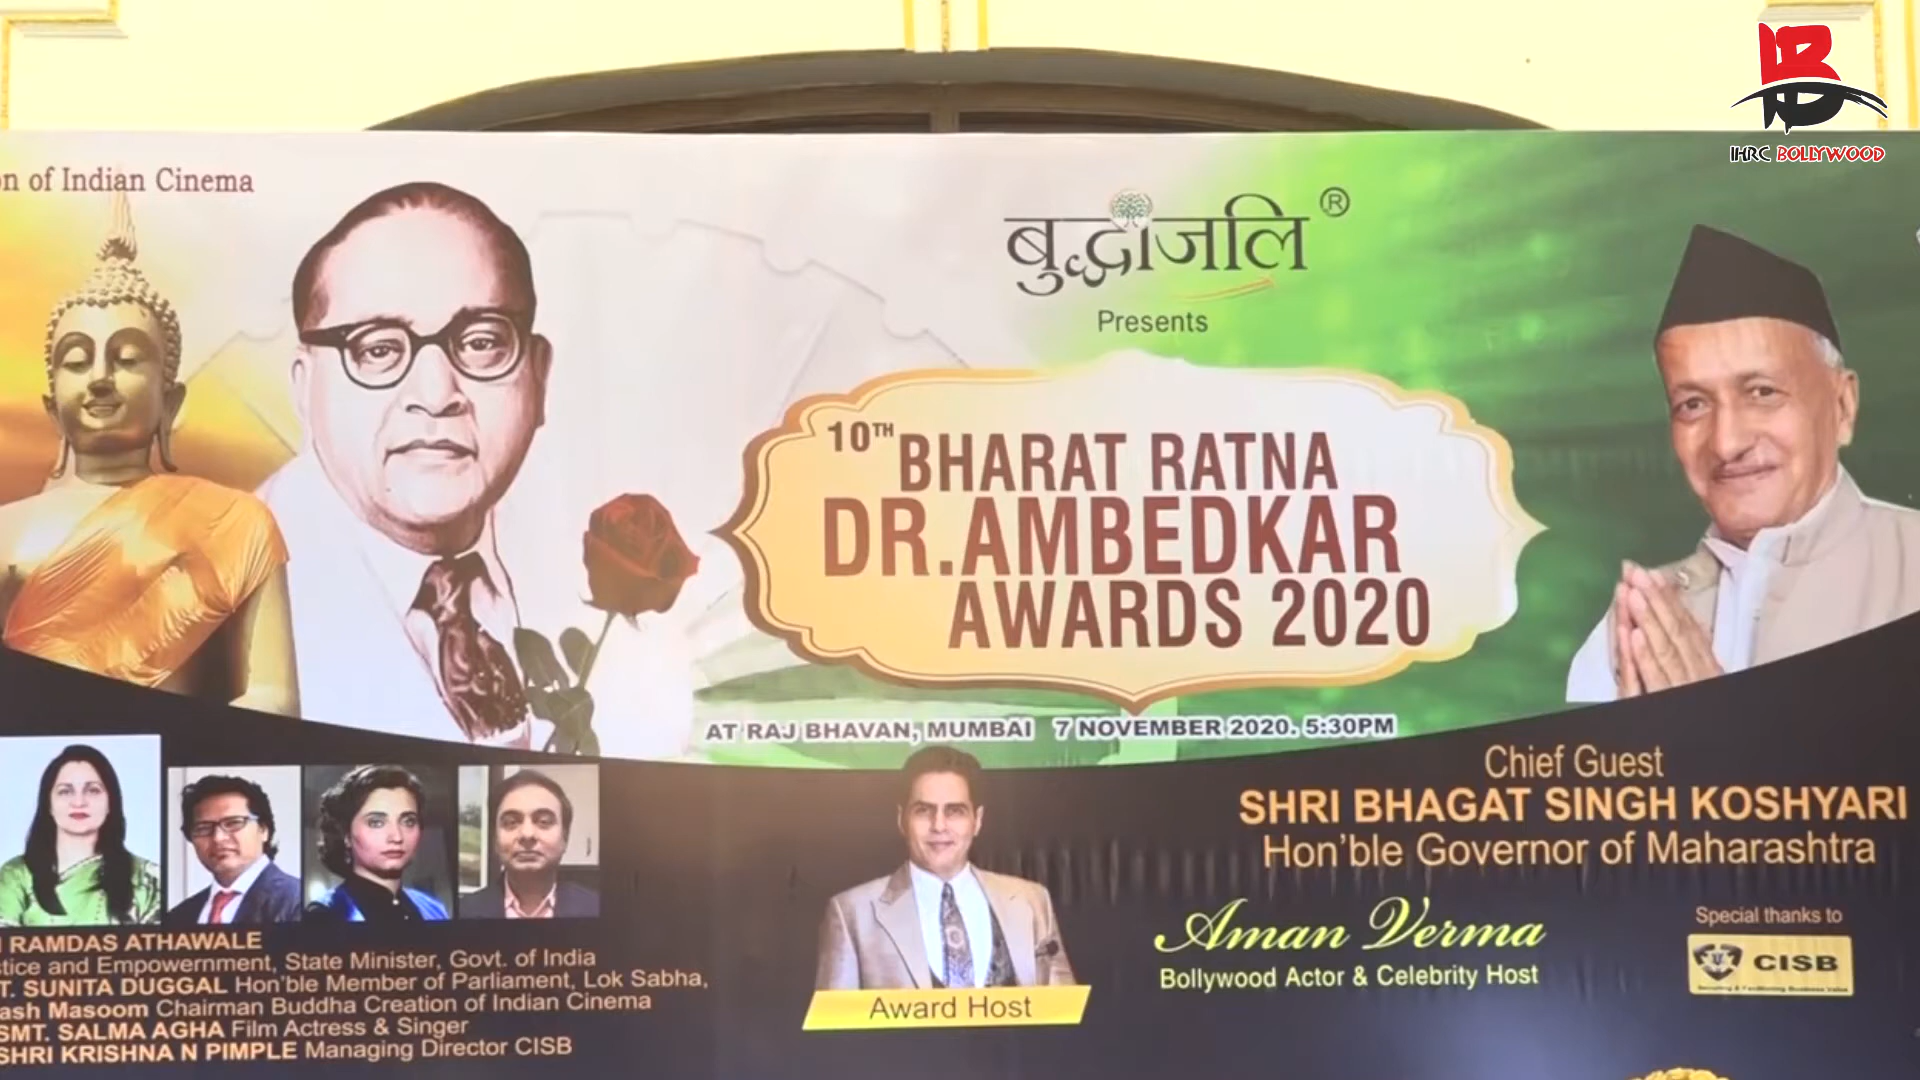 IHRC BOLLYWOOD
n of Indian Cinema
बुद्धांजलि ®
Presents
10TH BHARAT RATNA
DR.AMBEDKAR
AWARDS 2020
AT RAJ BHAVAN, MUMBAI 7 NOVEMBER 2020. 5:30PM
Chief Guest
SHRI BHAGAT SINGH KOSHYARI
Hon'ble Governor of Maharashtra
Aman Verma
Bollywood Actor & Celebrity Host
Award Host
Special thanks to
CISB
RAMDAS ATHAWALE
tice and Empowernment, State Minister, Govt. of India
T. SUNITA DUGGAL Hon'ble Member of Parliament, Lok Sabha,
ash Masoom Chairman Buddha Creation of Indian Cinema
SMT. SALMA AGHA Film Actress & Singer
SHRI KRISHNA N PIMPLE Managing Director CISB